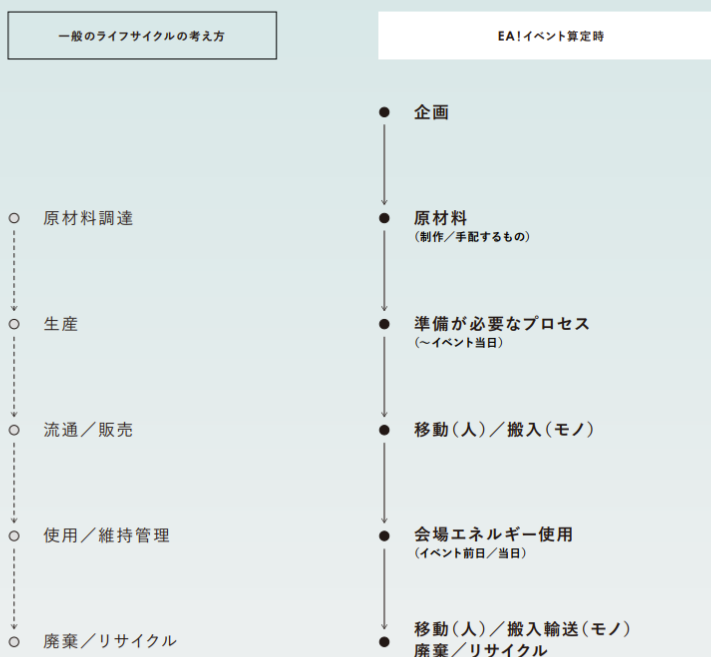 一般のライフサイクルの考え方
EA!イベント算定時
企画
原材料調達
原材料
（制作／手配するもの）
生産
準備が必要なプロセス
（〜イベント当日）
流通／販売
移動（人）／搬入（モノ）
使用／維持管理
会場エネルギー使用
（イベント前日／当日）
廃棄／リサイクル
移動（人）／搬入輸送（モノ）
廃棄／リサイクル